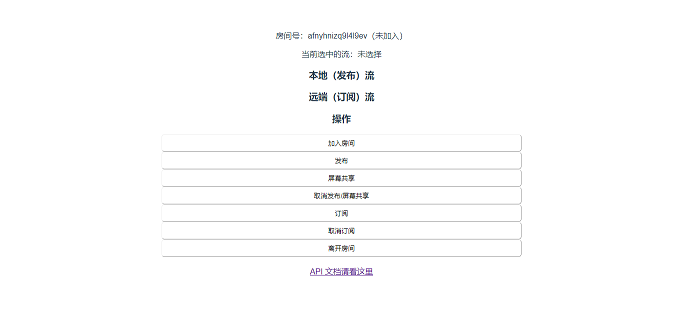 房间号：afnyhnizq9l4l9ev（未加入）
当前选中的流：未选择
本地（发布）流
远端（订阅）流
操作
加入房间
发布
屏幕共享
取消发布/屏幕共享
订阅
取消订阅
离开房间
API 文档请看这里